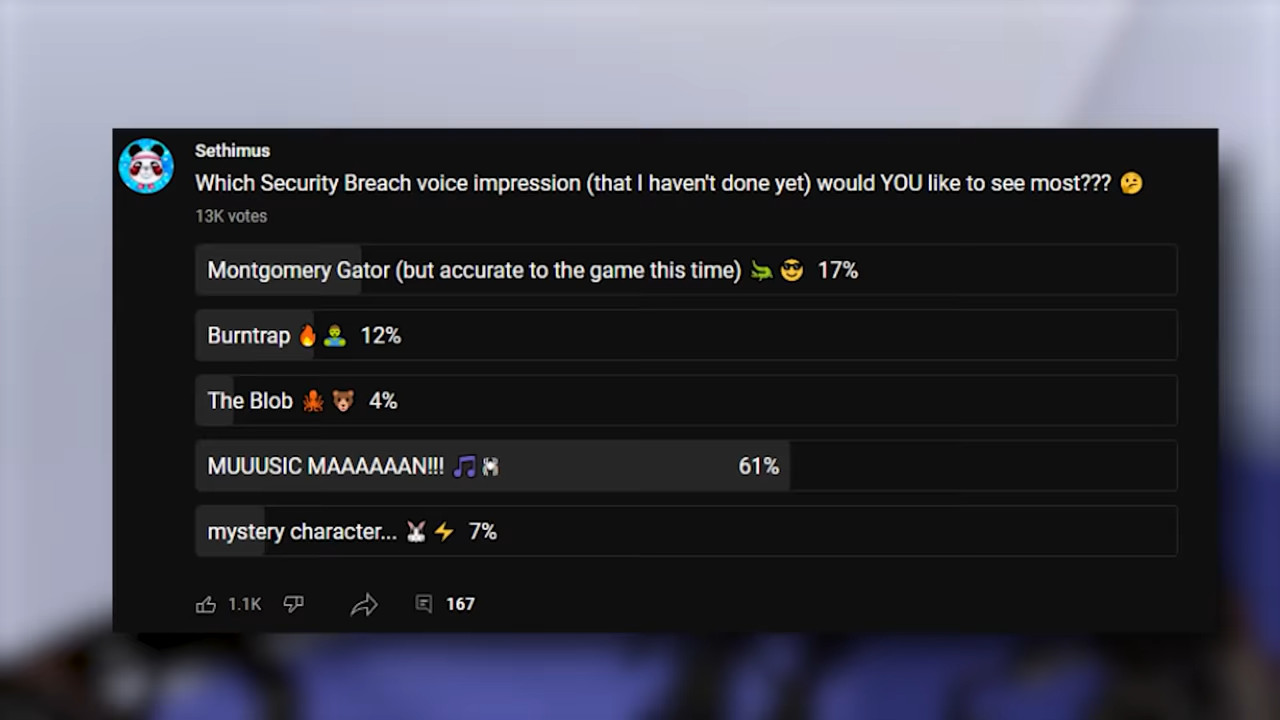 Sethimus
Which Security Breach voice impression (that I haven't done yet) would YOU like to see most??? 🤔
13K votes
Montgomery Gator (but accurate to the game this time) 🐊 😎 17%
Burntrap 🔥 🧟‍♂️ 12%
The Blob 🐙 🐻 4%
MUUUSIC MAAAAAAN!!! 🎵 🕷️ 61%
mystery character... 🐰 ⚡ 7%
1.1K 167